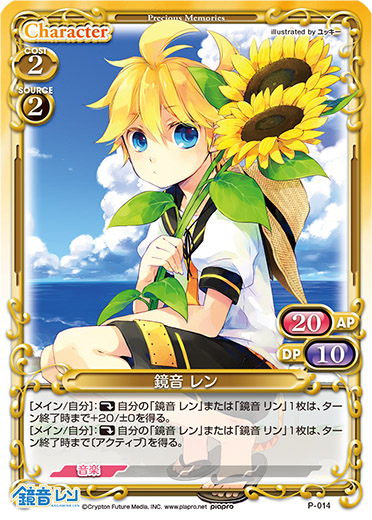 Precious Memories
Character
illustrated by ユッキー
COST
2
SOURCE
2
20 AP
DP 10
鏡音 レン
[メイン/自分]:自分の「鏡音 レン」または「鏡音 リン」1枚は、ター
ン終了時まで+20/±0を得る。
[メイン/自分]:自分の「鏡音 レン」または「鏡音 リン」1枚は、ター
ン終了時まで〔アクティブ〕を得る。
音楽
鏡音レン
KAGAMINE LEN
©Crypton Future Media, INC. www.piapro.net piapro
P-014